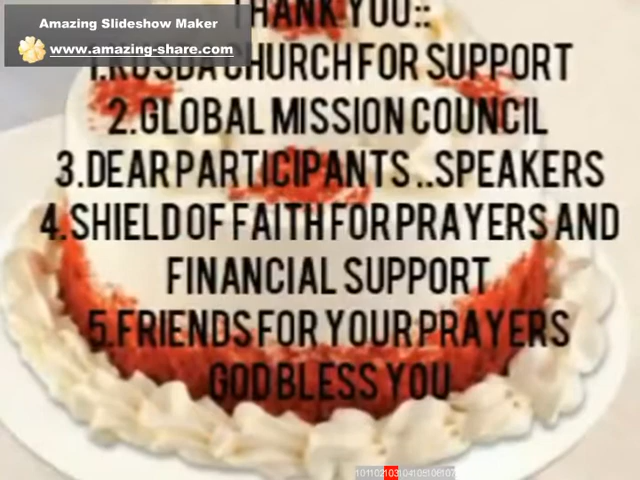 Amazing Slideshow Maker
www.amazing-share.com
THANK YOU::
1.KUSDA CHURCH FOR SUPPORT
2.GLOBAL MISSION COUNCIL
3.DEAR PARTICIPANTS ..SPEAKERS
4.SHIELD OF FAITH FOR PRAYERS AND
FINANCIAL SUPPORT
5.FRIENDS FOR YOUR PRAYERS
GOD BLESS YOU
101102103104105106107